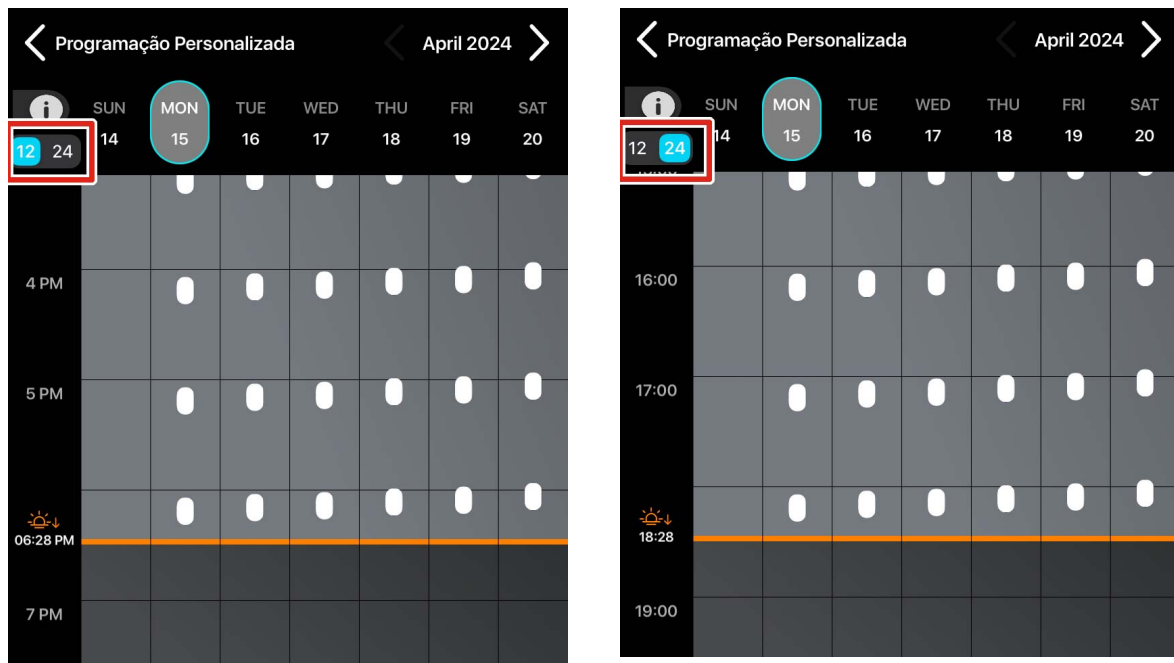 Programação Personalizada April 2024
i SUN MON TUE WED THU FRI SAT
12 24 14 15 16 17 18 19 20
4 PM
5 PM
06:28 PM
7 PM
Programação Personalizada April 2024
i SUN MON TUE WED THU FRI SAT
12 24 14 15 16 17 18 19 20
16:00
17:00
18:28
19:00